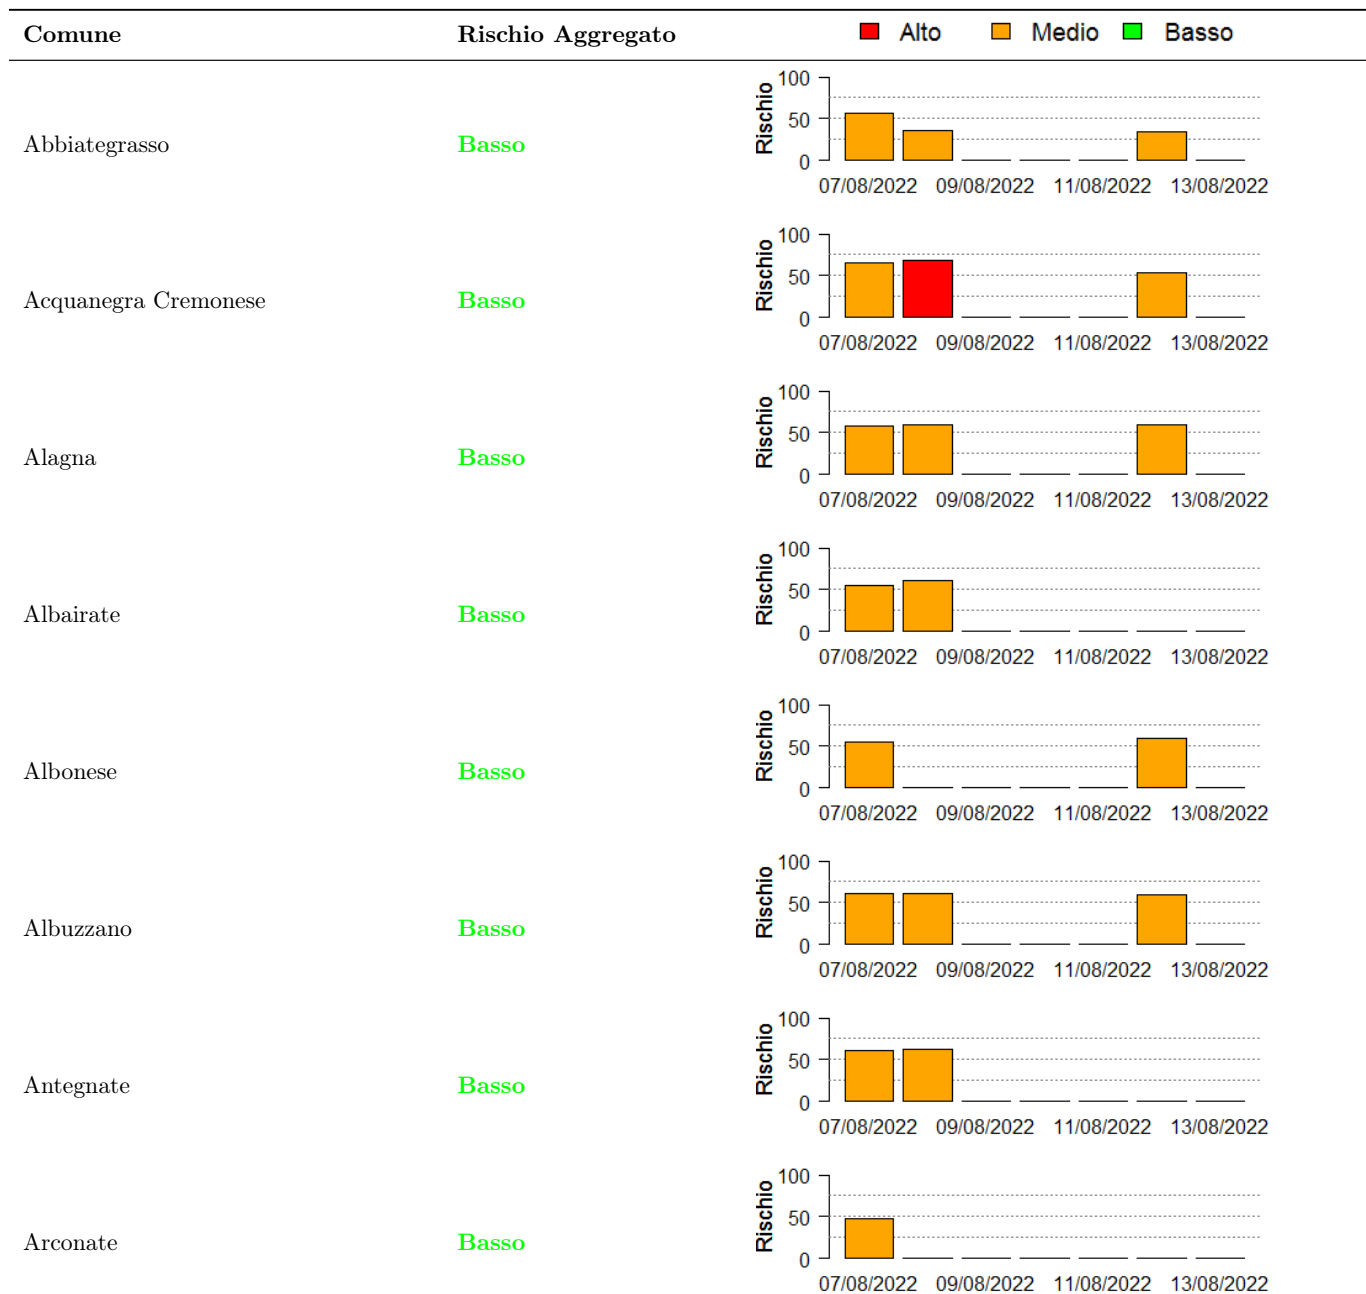 Comune Rischio Aggregato Alto Medio Basso
100
50
0
Rischio
Abbiategrasso Basso
07/08/2022 09/08/2022 11/08/2022 13/08/2022
100
50
0
Rischio
Acquanegra Cremonese Basso
07/08/2022 09/08/2022 11/08/2022 13/08/2022
100
50
0
Rischio
Alagna Basso
07/08/2022 09/08/2022 11/08/2022 13/08/2022
100
50
0
Rischio
Albairate Basso
07/08/2022 09/08/2022 11/08/2022 13/08/2022
100
50
0
Rischio
Albonese Basso
07/08/2022 09/08/2022 11/08/2022 13/08/2022
100
50
0
Rischio
Albuzzano Basso
07/08/2022 09/08/2022 11/08/2022 13/08/2022
100
50
0
Rischio
Antegnate Basso
07/08/2022 09/08/2022 11/08/2022 13/08/2022
100
50
0
Rischio
Arconate Basso
07/08/2022 09/08/2022 11/08/2022 13/08/2022